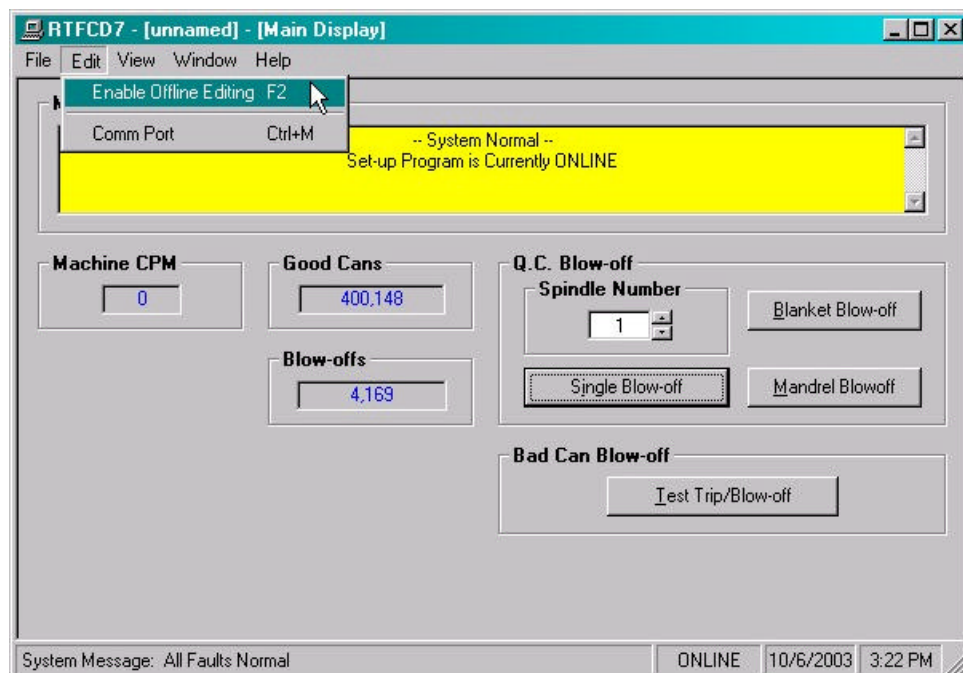 RTFCD7 - [unnamed] - [Main Display]
File Edit View Window Help
Enable Offline Editing F2
Comm Port Ctrl+M
-- System Normal --
Set-up Program is Currently ONLINE
Machine CPM
0
Good Cans
400,148
Blow-offs
4,169
Q.C. Blow-off
Spindle Number
1
Blanket Blow-off
Single Blow-off
Mandrel Blowoff
Bad Can Blow-off
Test Trip/Blow-off
System Message: All Faults Normal
ONLINE
10/6/2003
3:22 PM